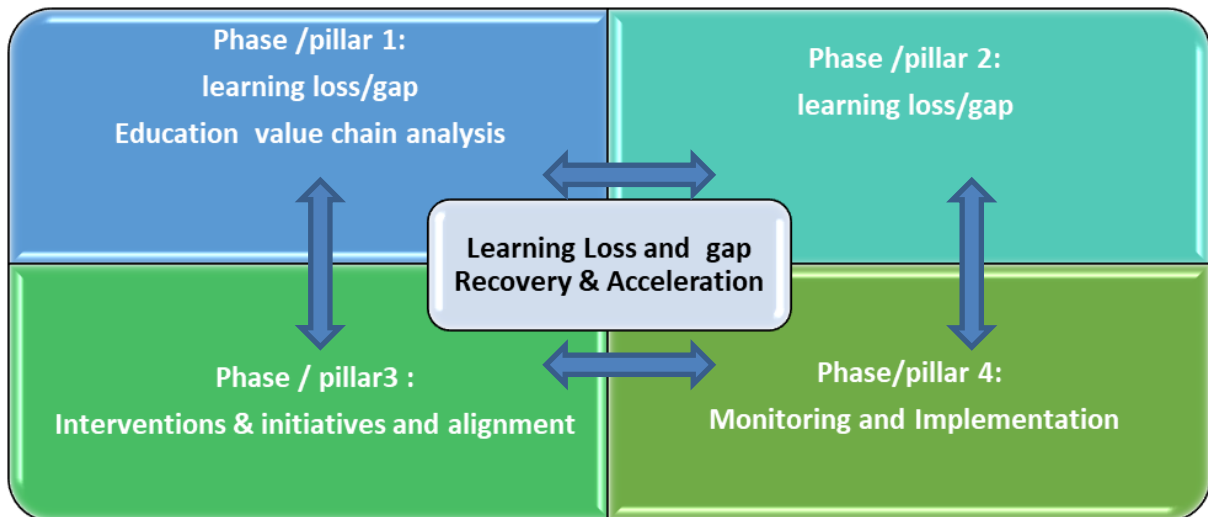 Phase /pillar 1:
learning loss/gap
Education  value chain analysis
Phase /pillar 2:
learning loss/gap
Learning Loss and  gap
Recovery & Acceleration
Phase / pillar3 :
Interventions & initiatives and alignment
Phase/pillar 4:
Monitoring and Implementation